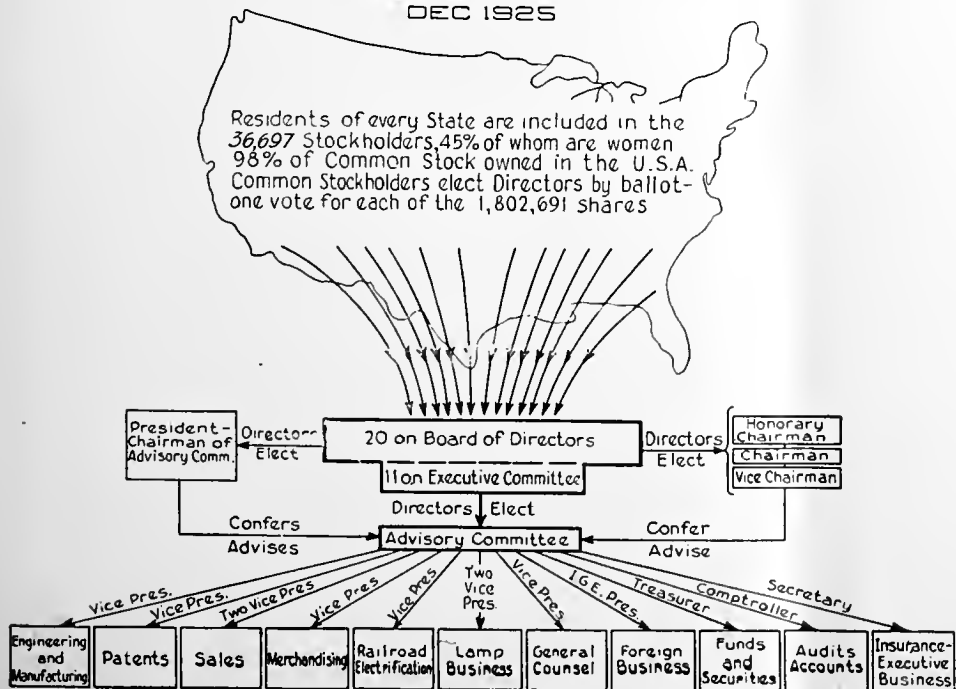 DEC 1925
Residents of every State are included in the
36,697 Stockholders, 45% of whom are women
98% of Common Stock owned in the U.S.A.
Common Stockholders elect Directors by ballot-
one vote for each of the 1,802,691 shares
President-
Chairman of
Advisory Comm.
Directors
Elect
20 on Board of Directors
11 on Executive Committee
Directors
Elect
Honorary
Chairman
Chairman
Vice Chairman
Directors Elect
Confers
Advises
Advisory Committee
Confer
Advise
Vice Pres.
Vice Pres.
Two Vice Pres
Vice Pres
Vice Pres
Two
Vice
Pres.
Vice Pres
I.G.E. Pres.
Treasurer
Comptroller
Secretary
Engineering
and
Manufacturing
Patents
Sales
Merchandising
Railroad
Electrification
Lamp
Business
General
Counsel
Foreign
Business
Funds
and
Securities
Audits
Accounts
Insurance-
Executive
Business